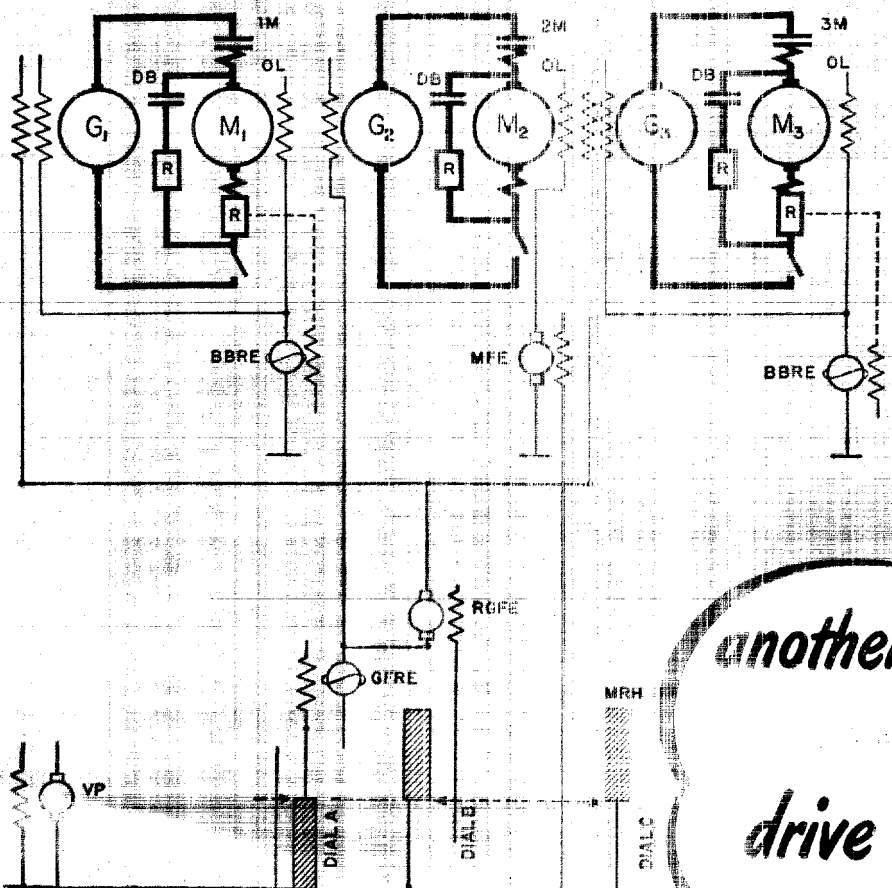 1M
2M
3M
DB
OL
DB
OL
DB
OL
G1
M1
G2
M2
G3
M3
R
R
R
R
R
BBRE
MFE
BBRE
RGFE
GFRE
MRH
VP
DIAL A
DIAL B
DIAL C
another
drive